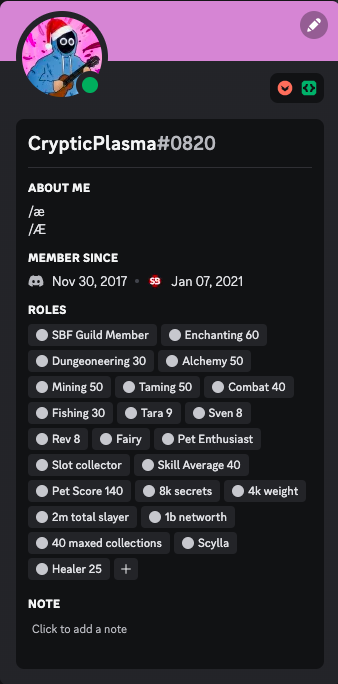 CrypticPlasma#0820
ABOUT ME
/æ
/Æ
MEMBER SINCE
Nov 30, 2017 • SB Jan 07, 2021
ROLES
SBF Guild Member Enchanting 60
Dungeoneering 30 Alchemy 50
Mining 50 Taming 50 Combat 40
Fishing 30 Tara 9 Sven 8
Rev 8 Fairy Pet Enthusiast
Slot collector Skill Average 40
Pet Score 140 8k secrets 4k weight
2m total slayer 1b networth
40 maxed collections Scylla
Healer 25 +
NOTE
Click to add a note